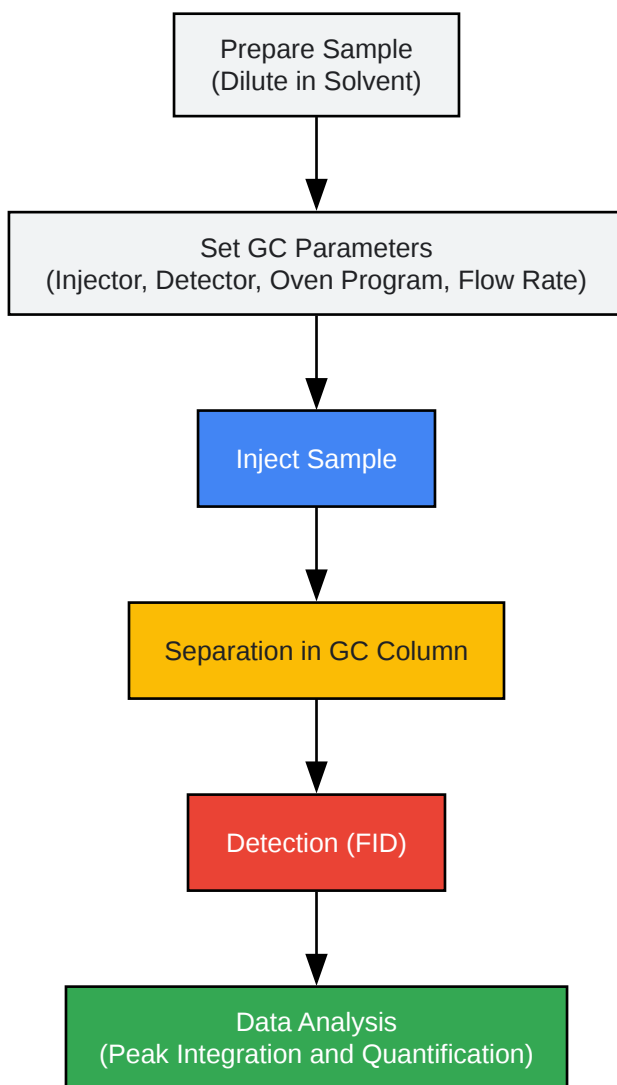 Prepare Sample
(Dilute in Solvent)
Set GC Parameters
(Injector, Detector, Oven Program, Flow Rate)
Inject Sample
Separation in GC Column
Detection (FID)
Data Analysis
(Peak Integration and Quantification)